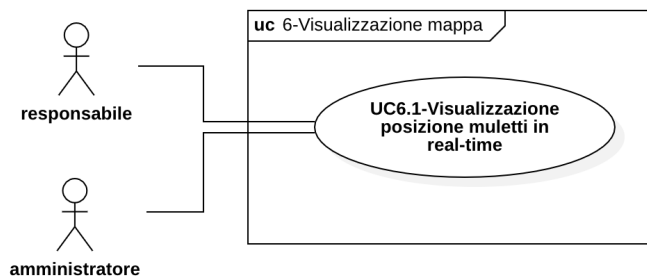 uc 6-Visualizzazione mappa
responsabile
UC6.1-Visualizzazione
posizione muletti in
real-time
amministratore